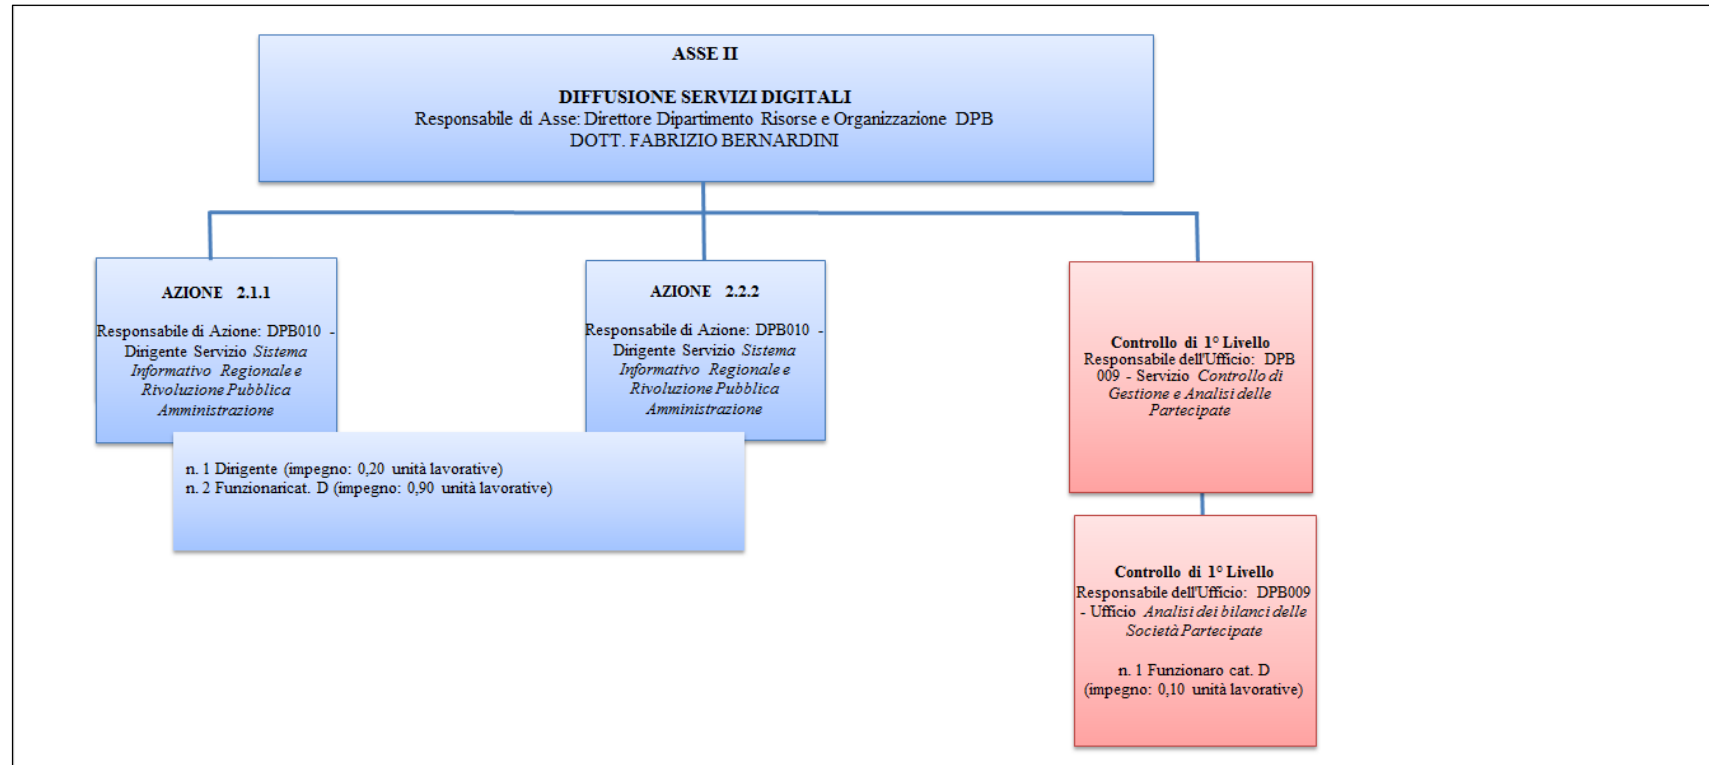 ASSE II
DIFFUSIONE SERVIZI DIGITALI
Responsabile di Asse: Direttore Dipartimento Risorse e Organizzazione DPB
DOTT. FABRIZIO BERNARDINI
AZIONE 2.1.1
Responsabile di Azione: DPB010 -
Dirigente Servizio Sistema
Informativo Regionale e
Rivoluzione Pubblica
Amministrazione
AZIONE 2.2.2
Responsabile di Azione: DPB010 -
Dirigente Servizio Sistema
Informativo Regionale e
Rivoluzione Pubblica
Amministrazione
n. 1 Dirigente (impegno: 0,20 unità lavorative)
n. 2 Funzionaricat. D (impegno: 0,90 unità lavorative)
Controllo di 1° Livello
Responsabile dell'Ufficio: DPB
009 - Servizio Controllo di
Gestione e Analisi delle
Partecipate
Controllo di 1° Livello
Responsabile dell'Ufficio: DPB009
- Ufficio Analisi dei bilanci delle
Società Partecipate
n. 1 Funzionaro cat. D
(impegno: 0,10 unità lavorative)